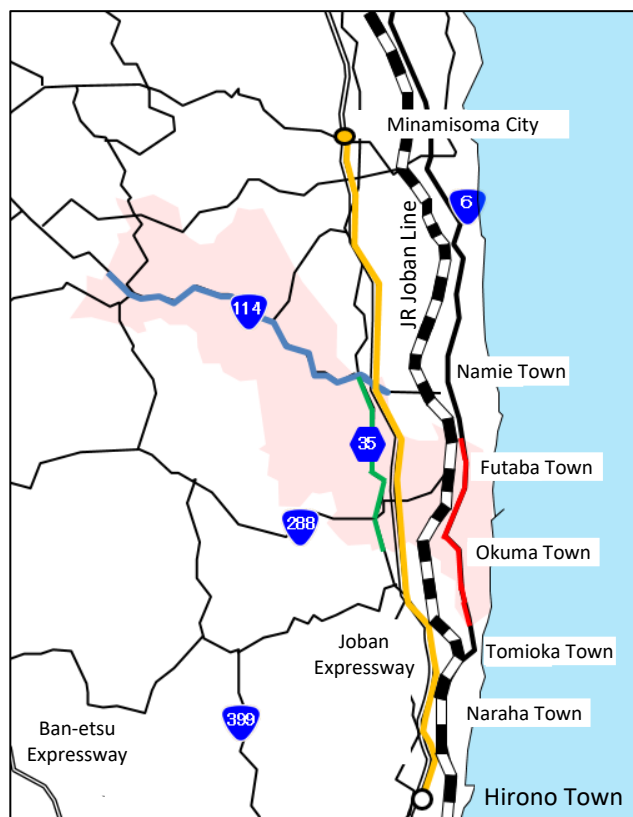 Minamisoma City
6
JR Joban Line
114
Namie Town
35
Futaba Town
288
Okuma Town
Joban
Expressway
Tomioka Town
Naraha Town
399
Ban-etsu
Expressway
Hirono Town